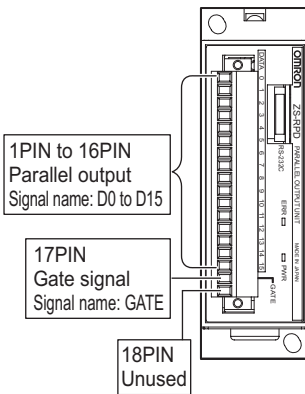 1PIN to 16PIN
Parallel output
Signal name: D0 to D15
17PIN
Gate signal
Signal name: GATE
18PIN
Unused
DATA
0
1
2
3
4
5
6
7
8
9
10
11
12
13
14
15
GATE
omron
ZS-RPD
PARALLEL OUTPUT UNIT
RS-232C
ERR
PWR
MADE IN JAPAN